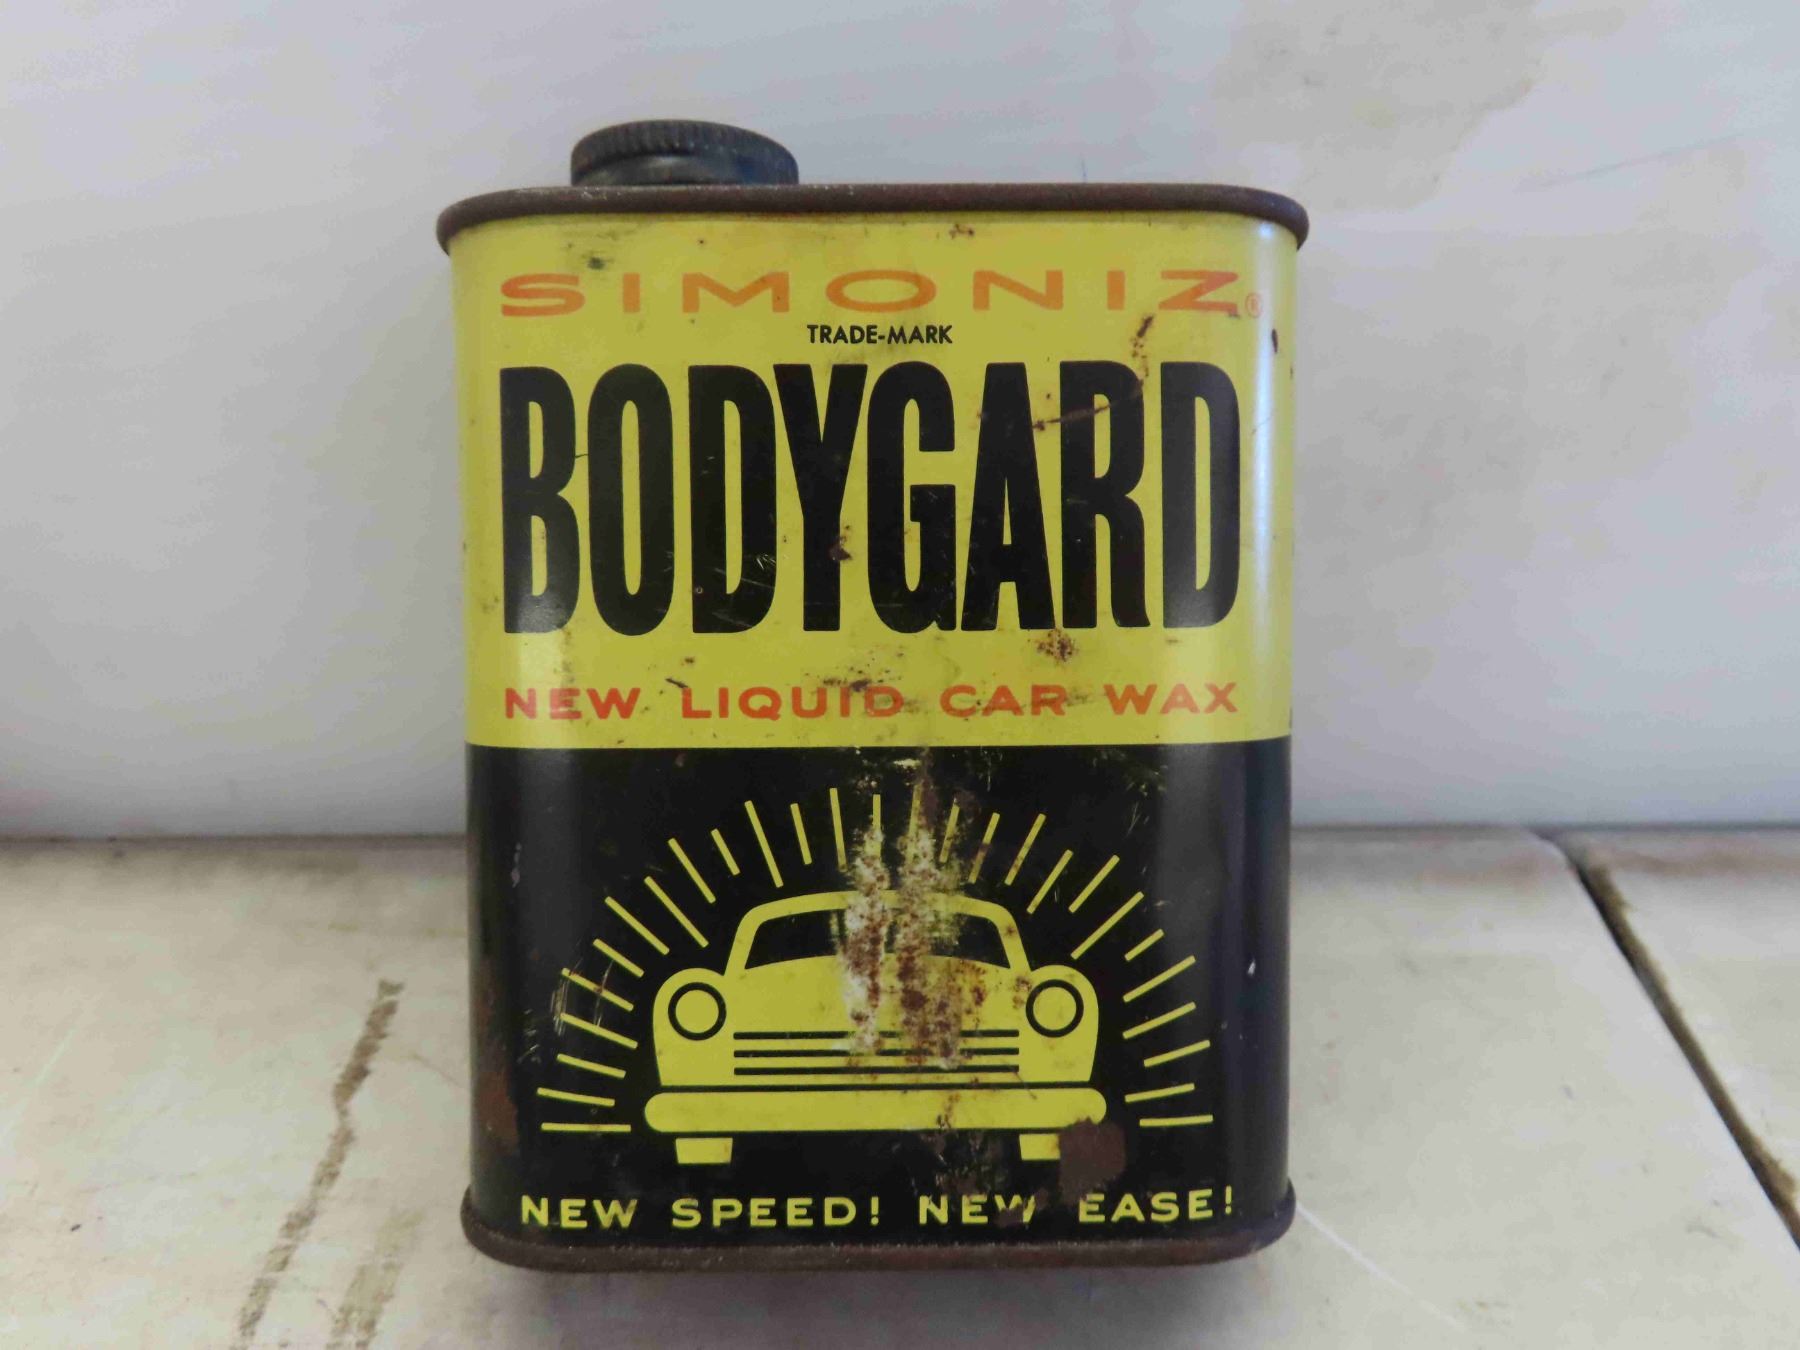 SIMONIZ®
TRADE-MARK
BODYGARD
NEW LIQUID CAR WAX
NEW SPEED! NEW EASE!